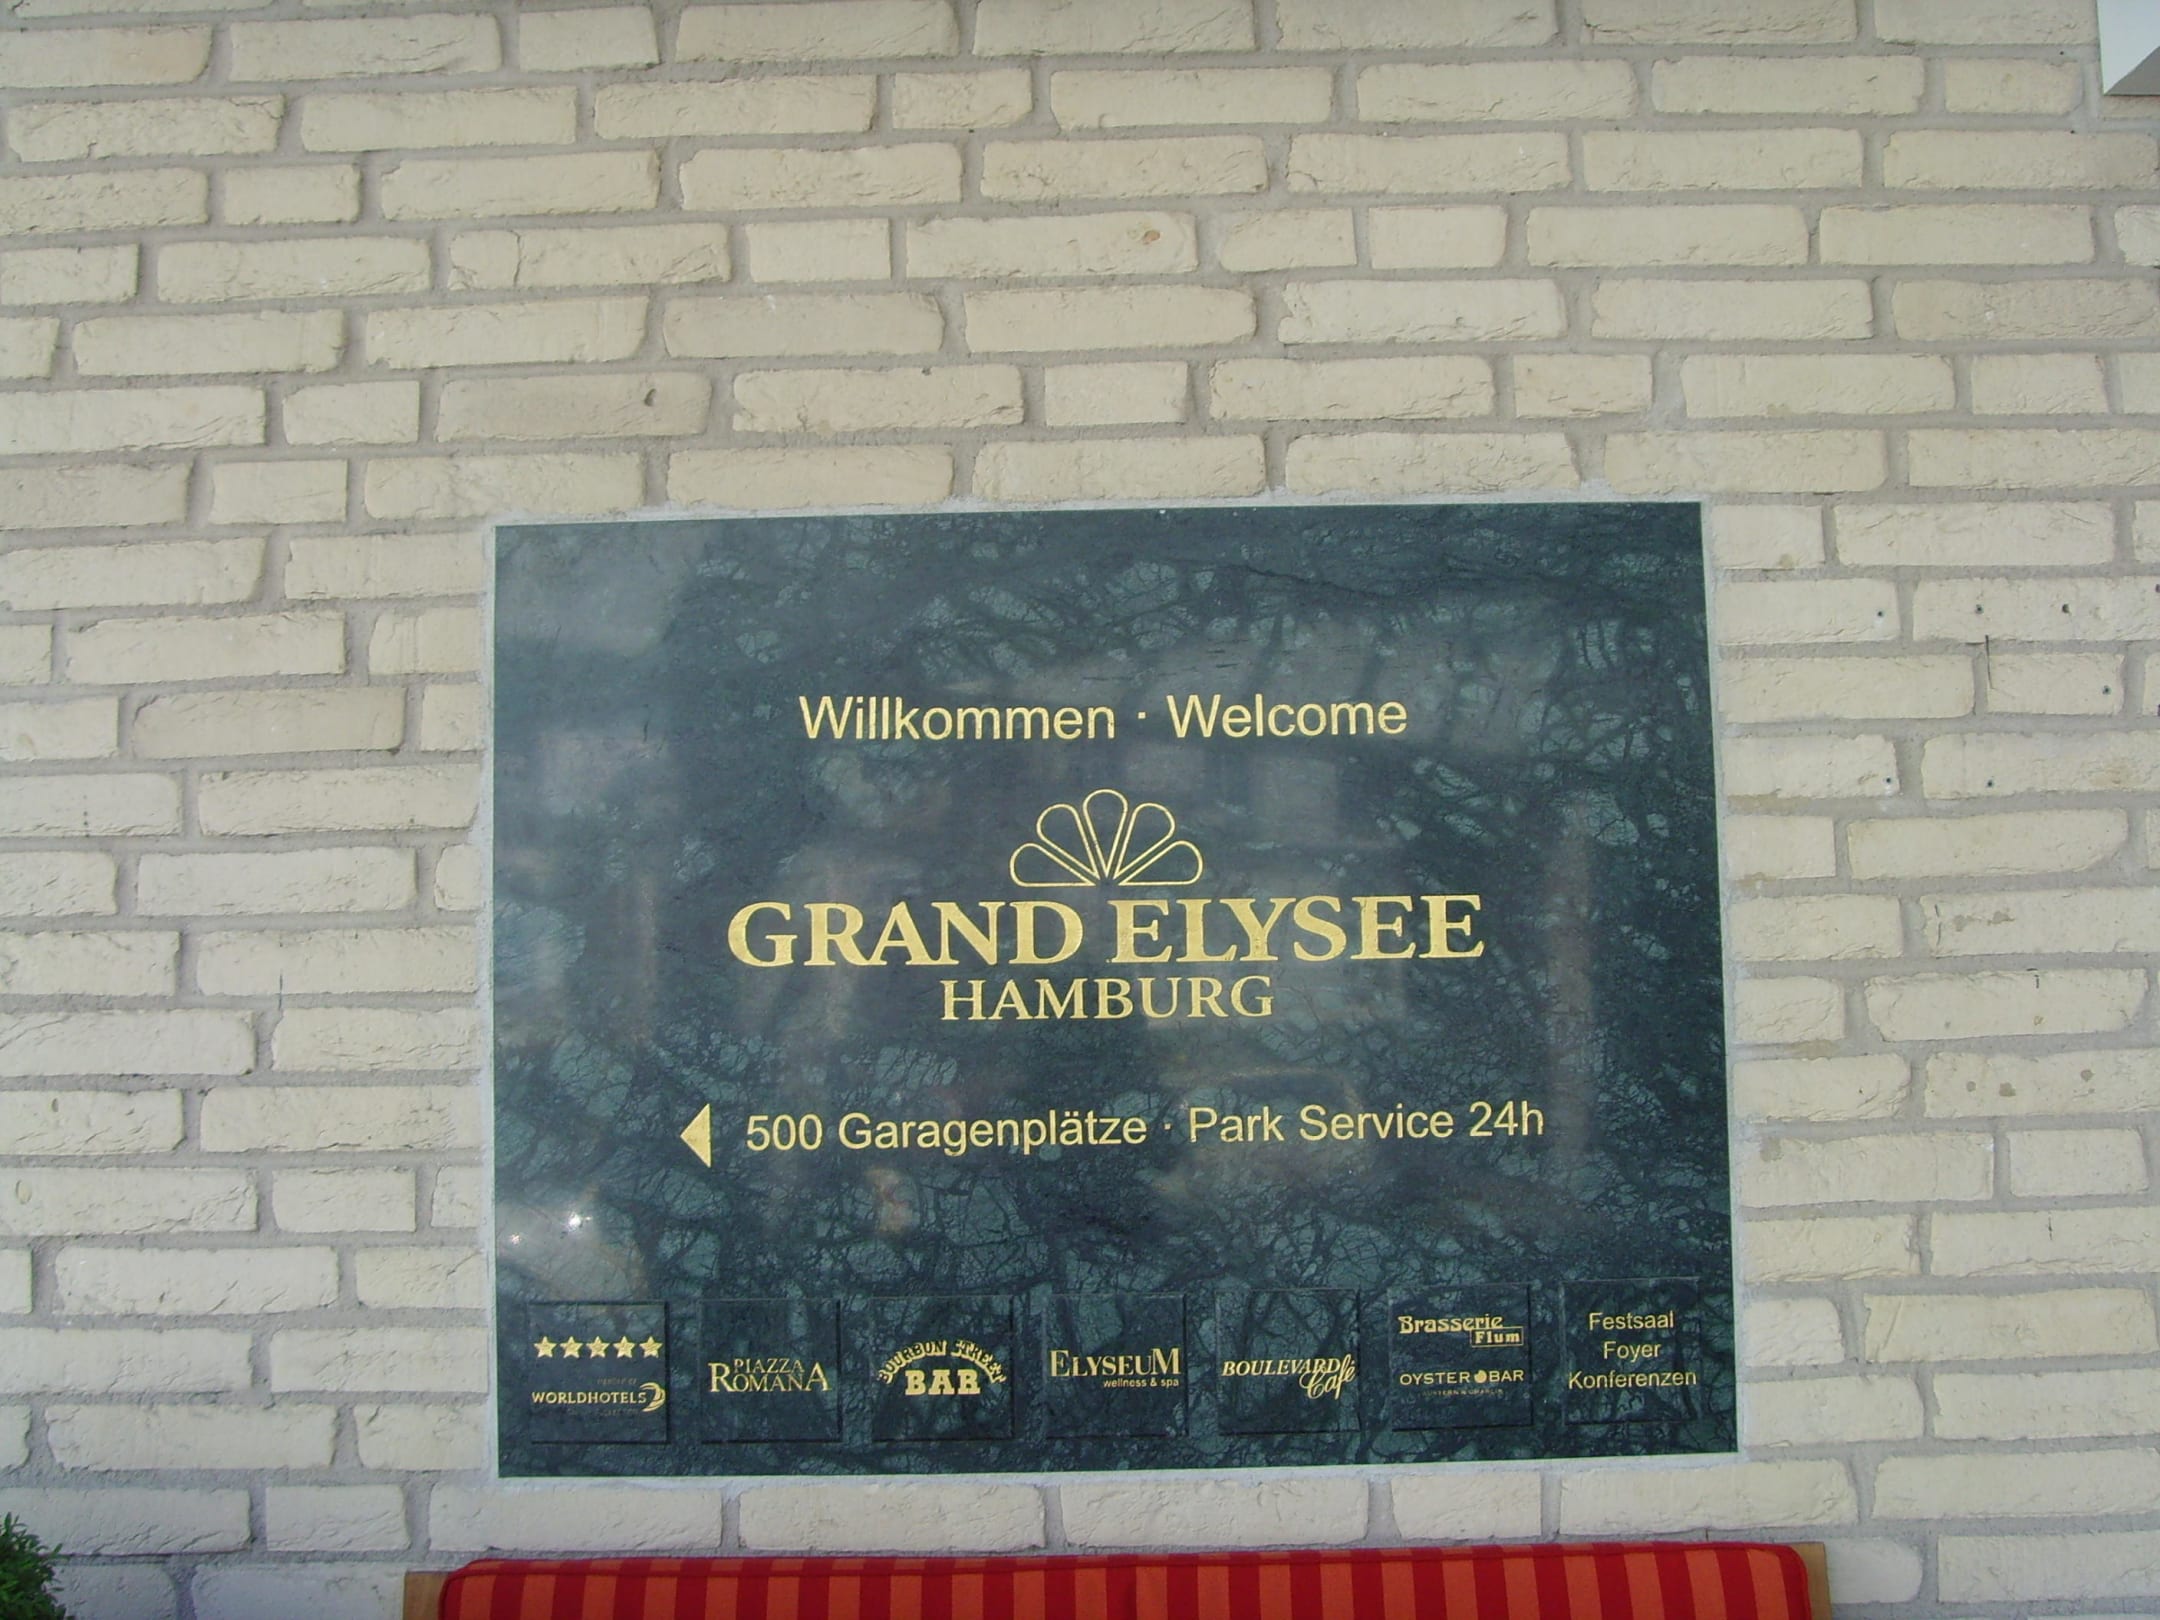 Willkommen · Welcome
GRAND ELYSEE
HAMBURG
500 Garagenplätze · Park Service 24h
WORLDHOTELS
PIAZZA
ROMANA
BOURBON STREET
BAR
ELYSEUM
wellness & spa
BOULEVARD
Café
Brasserie
Flum
OYSTER BAR
Festsaal
Foyer
Konferenzen